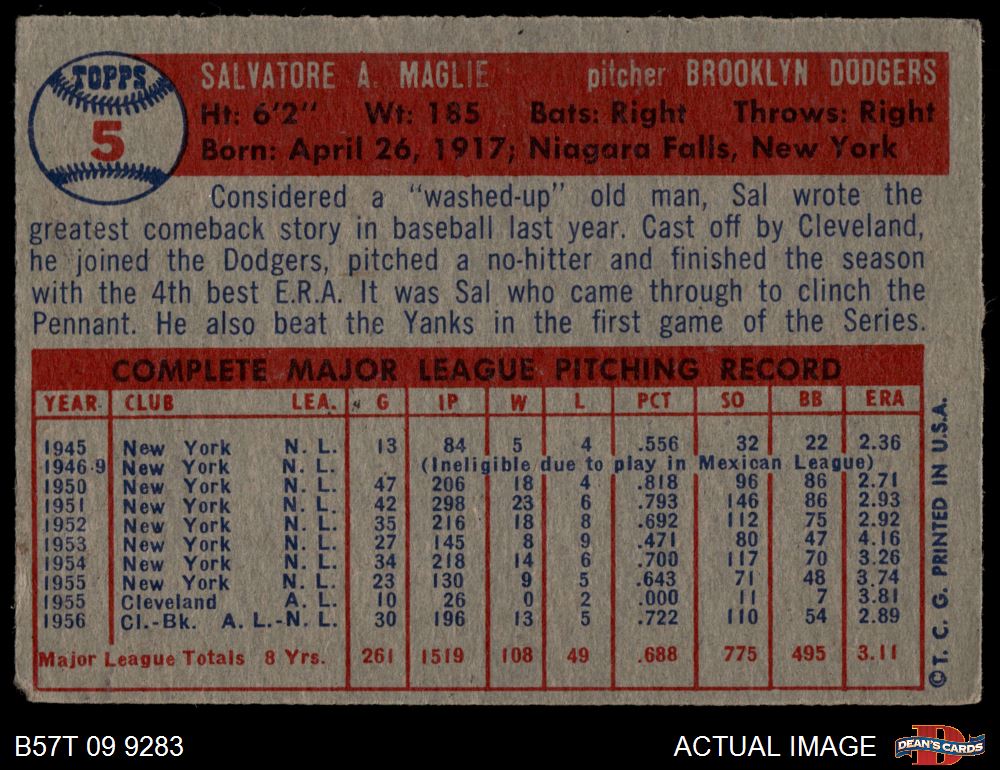 TOPPS
5
SALVATORE A. MAGLIE pitcher BROOKLYN DODGERS
Ht: 6'2" Wt: 185 Bats: Right Throws: Right
Born: April 26, 1917; Niagara Falls, New York
Considered a "washed-up" old man, Sal wrote the
greatest comeback story in baseball last year. Cast off by Cleveland,
he joined the Dodgers, pitched a no-hitter and finished the season
with the 4th best E.R.A. It was Sal who came through to clinch the
Pennant. He also beat the Yanks in the first game of the Series.
COMPLETE MAJOR LEAGUE PITCHING RECORD
YEAR CLUB LEA. G IP W L PCT SO BB ERA
1945 New York N. L. 13 84 5 4 .556 32 22 2.36
1946-9 New York N. L. (Ineligible due to play in Mexican League)
1950 New York N. L. 47 206 18 4 .818 96 86 2.71
1951 New York N. L. 42 298 23 6 .793 146 86 2.93
1952 New York N. L. 35 216 18 8 .692 112 75 2.92
1953 New York N. L. 27 145 8 9 .471 80 47 4.16
1954 New York N. L. 34 218 14 6 .700 117 70 3.26
1955 New York N. L. 23 130 9 5 .643 71 48 3.74
1955 Cleveland A. L. 10 26 0 2 .000 11 7 3.81
1956 Cl.-Bk. A. L.-N. L. 30 196 13 5 .722 110 54 2.89
Major League Totals 8 Yrs. 261 1519 108 49 .688 775 495 3.11
©T. C. G. PRINTED IN U.S.A.
B57T 09 9283
ACTUAL IMAGE
DEAN'S CARDS